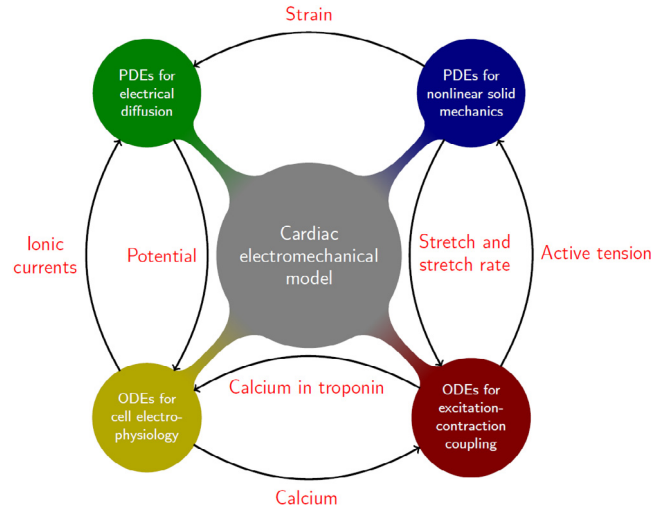 Strain
PDEs for
electrical
diffusion
PDEs for
nonlinear solid
mechanics
Ionic
currents
Potential
Cardiac
electromechanical
model
Stretch and
stretch rate
Active tension
ODEs for
cell electro-
physiology
Calcium in troponin
ODEs for
excitation-
contraction
coupling
Calcium